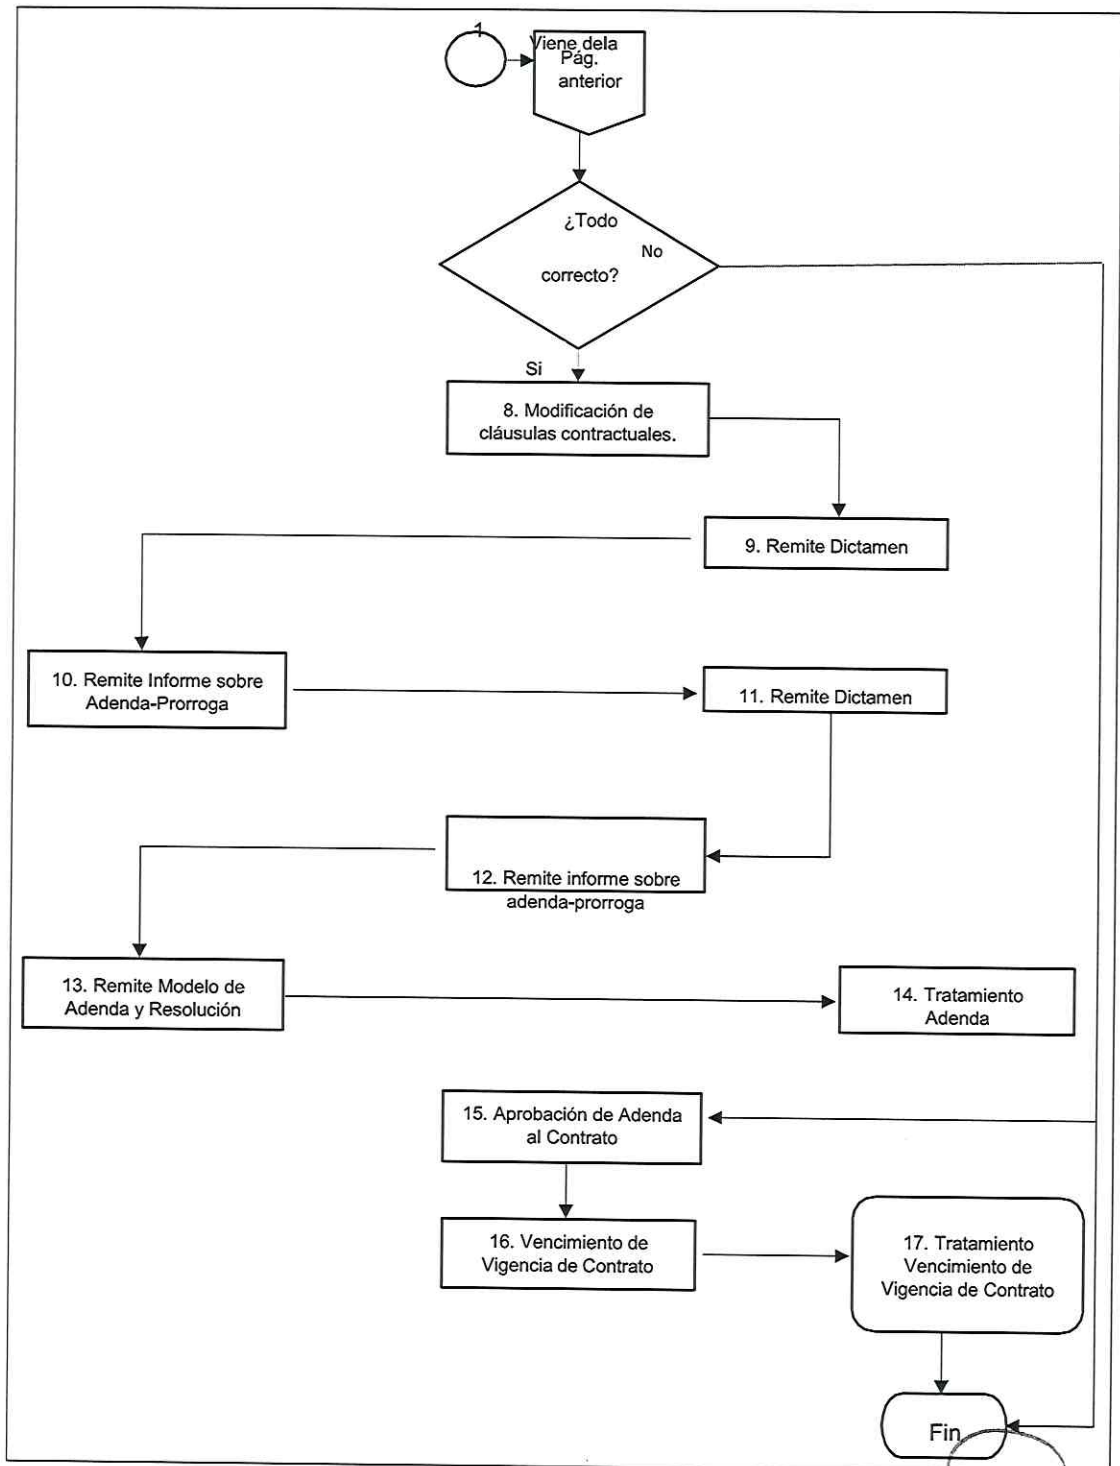 1
Viene dela
Pág.
anterior
¿Todo
No
correcto?
Si
8. Modificación de
cláusulas contractuales.
9. Remite Dictamen
10. Remite Informe sobre
Adenda-Prorroga
11. Remite Dictamen
12. Remite informe sobre
adenda-prorroga
13. Remite Modelo de
Adenda y Resolución
14. Tratamiento
Adenda
15. Aprobación de Adenda
al Contrato
16. Vencimiento de
Vigencia de Contrato
17. Tratamiento
Vencimiento de
Vigencia de Contrato
Fin